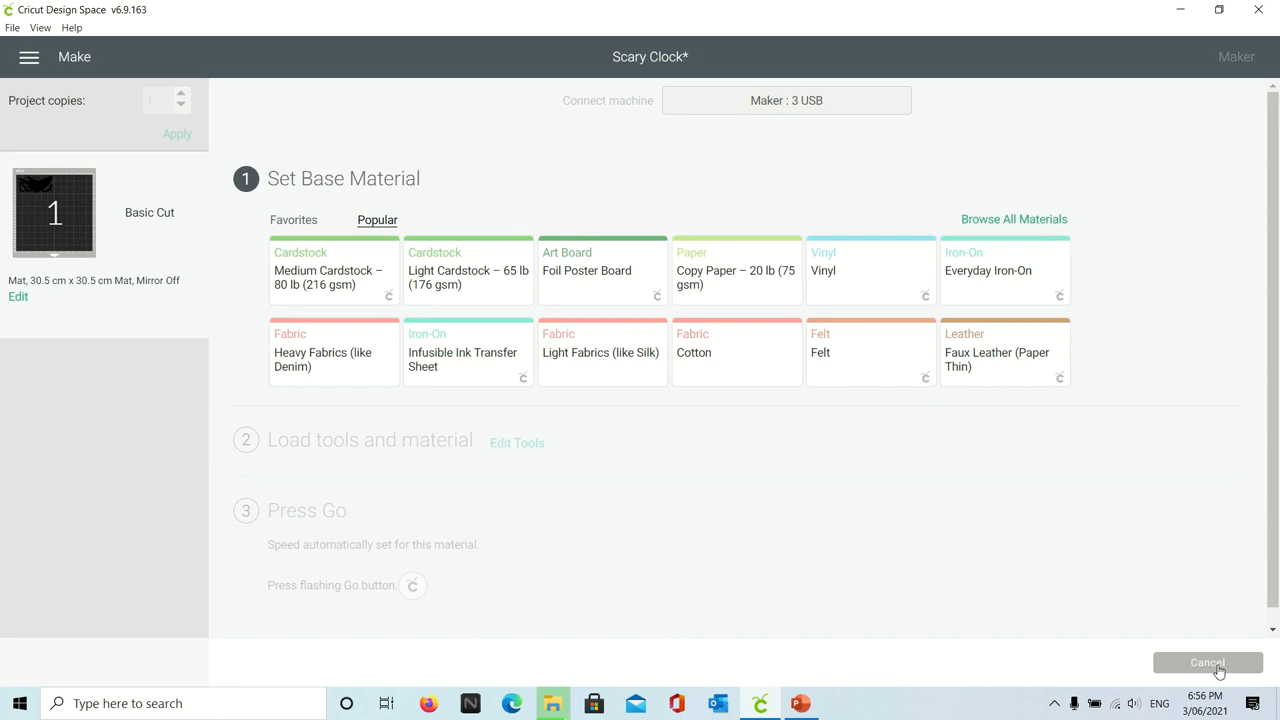 Cricut Design Space v6.9.163
File View Help
Make
Scary Clock*
Maker
Project copies:
1
Apply
Connect machine
Maker : 3 USB
1
Basic Cut
Mat, 30.5 cm x 30.5 cm Mat, Mirror Off
Edit
1 Set Base Material
Favorites Popular
Browse All Materials
Cardstock
Medium Cardstock –
80 lb (216 gsm)
Cardstock
Light Cardstock – 65 lb
(176 gsm)
Art Board
Foil Poster Board
Paper
Copy Paper – 20 lb (75
gsm)
Vinyl
Vinyl
Iron-On
Everyday Iron-On
Fabric
Heavy Fabrics (like
Denim)
Iron-On
Infusible Ink Transfer
Sheet
Fabric
Light Fabrics (like Silk)
Fabric
Cotton
Felt
Felt
Leather
Faux Leather (Paper
Thin)
2 Load tools and material Edit Tools
3 Press Go
Speed automatically set for this material.
Press flashing Go button.
Cancel
Type here to search
ENG
6:56 PM
3/06/2021